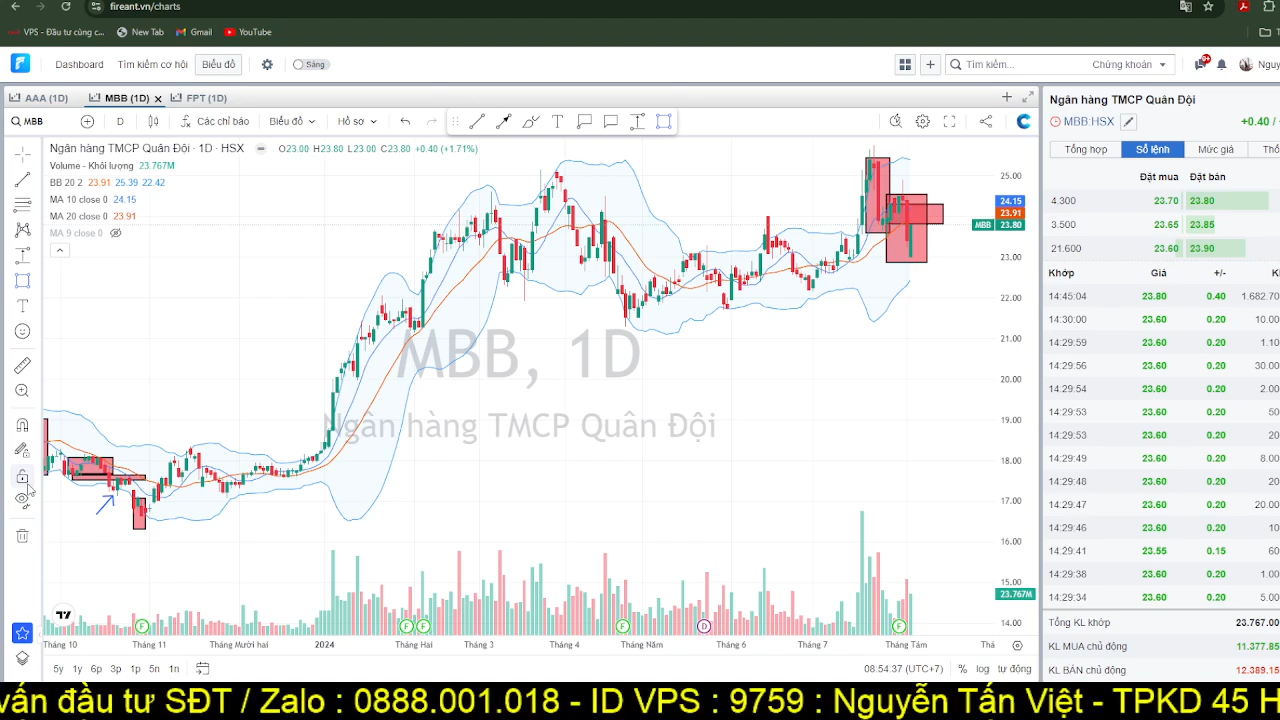 fireant.vn/charts
VPS - Đầu tư cùng c...
New Tab
Gmail
YouTube
Dashboard
Tìm kiếm cơ hội
Biểu đồ
Sáng
Tìm kiếm...
Chứng khoán
9+
Nguy
AAA (1D)
MBB (1D)
FPT (1D)
MBB
D
Các chỉ báo
Biểu đồ
Hồ sơ
Ngân hàng TMCP Quân Đội · 1D · HSX
O23.00 H23.80 L23.00 C23.80 +0.40 (+1.71%)
Volume - Khối lượng 23.767M
BB 20 2 23.91 25.39 22.42
MA 10 close 0 24.15
MA 20 close 0 23.91
MA 9 close 0
MBB, 1D
Ngân hàng TMCP Quân Đội
25.00
24.15
23.91
MBB 23.80
23.00
22.00
21.00
20.00
19.00
18.00
17.00
16.00
15.00
23.767M
14.00
F
F
F
F
D
F
Tháng 10
Tháng 11
Tháng Mười hai
2024
Tháng Hai
Tháng 3
Tháng 4
Tháng Năm
Tháng 6
Tháng 7
Tháng Tám
Thá
5y 1y 6p 3p 1p 5n 1n
08:54:37 (UTC+7)
% log tự động
Ngân hàng TMCP Quân Đội
MBB:HSX
+0.40 /
Tổng hợp
Sổ lệnh
Mức giá
Thố
Đặt mua Đặt bán
4.300 23.70 23.80
3.500 23.65 23.85
21.600 23.60 23.90
Khớp Giá +/-
14:45:04 23.80 0.40 1.682.70
14:30:00 23.60 0.20 10.00
14:29:59 23.60 0.20 1.10
14:29:56 23.60 0.20 30.00
14:29:54 23.60 0.20 2.00
14:29:53 23.60 0.20 50
14:29:53 23.60 0.20 20
14:29:49 23.60 0.20 8.00
14:29:48 23.60 0.20 20
14:29:47 23.60 0.20 20.00
14:29:46 23.60 0.20 10
14:29:41 23.55 0.15 60
14:29:38 23.60 0.20 1.00
14:29:34 23.60 0.20 5.00
Tổng KL khớp 23.767.00
KL MUA chủ động 11.377.85
KL BÁN chủ động 12.389.15
vấn đầu tư SĐT / Zalo : 0888.001.018 - ID VPS : 9759 : Nguyễn Tấn Việt - TPKD 45 H